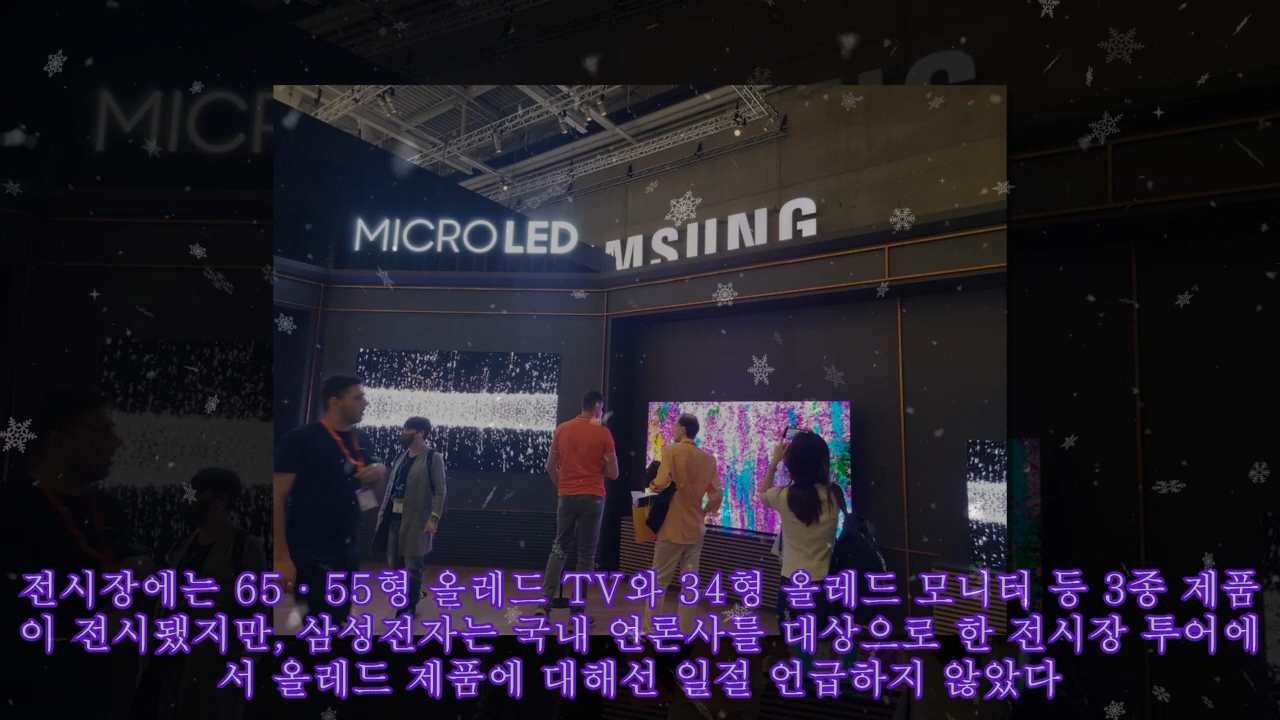 MICRO LED
MSUNG
전시장에는 65 · 55형 올레드 TV와 34형 올레드 모니터 등 3종 제품
이 전시됐지만, 삼성전자는 국내 언론사를 대상으로 한 전시장 투어에
서 올레드 제품에 대해선 일절 언급하지 않았다